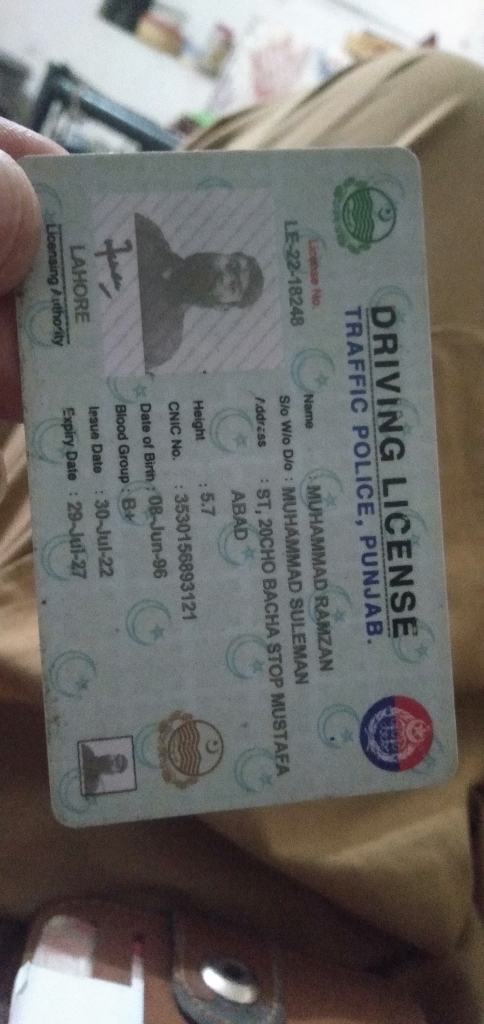 DRIVING LICENSE
TRAFFIC POLICE, PUNJAB.
License No.
LE-22-18248
Name : MUHAMMAD RAMZAN
S/o W/o D/o : MUHAMMAD SULEMAN
Address : ST, 20CHO BACHA STOP MUSTAFA
ABAD
Height : 5.7
CNIC No. : 3530156893121
Date of Birth : 08-Jun-96
Blood Group : B+
Issue Date : 30-Jul-22
Expiry Date : 29-Jul-27
LAHORE
Licensing Authority